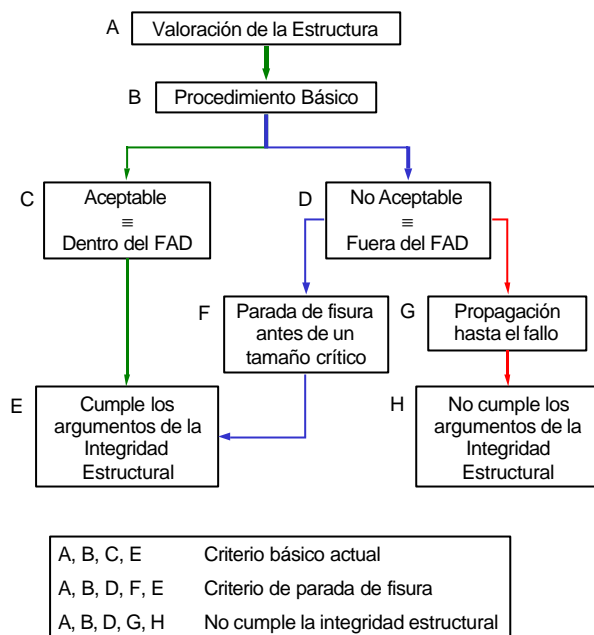 A
Valoración de la Estructura
B
Procedimiento Básico
C
Aceptable
≡
Dentro del FAD
D
No Aceptable
≡
Fuera del FAD
F
Parada de fisura
antes de un
tamaño crítico
G
Propagación
hasta el fallo
E
Cumple los
argumentos de la
Integridad
Estructural
H
No cumple los
argumentos de la
Integridad
Estructural
A, B, C, E Criterio básico actual
A, B, D, F, E Criterio de parada de fisura
A, B, D, G, H No cumple la integridad estructural